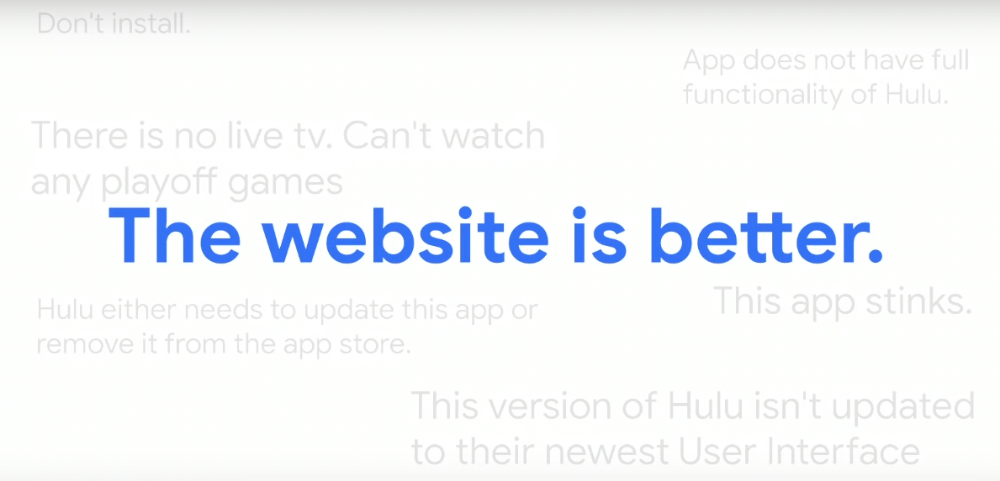 Don't install.
App does not have full
functionality of Hulu.
There is no live tv. Can't watch
any playoff games
The website is better.
This app stinks.
Hulu either needs to update this app or
remove it from the app store.
This version of Hulu isn't updated
to their newest User Interface